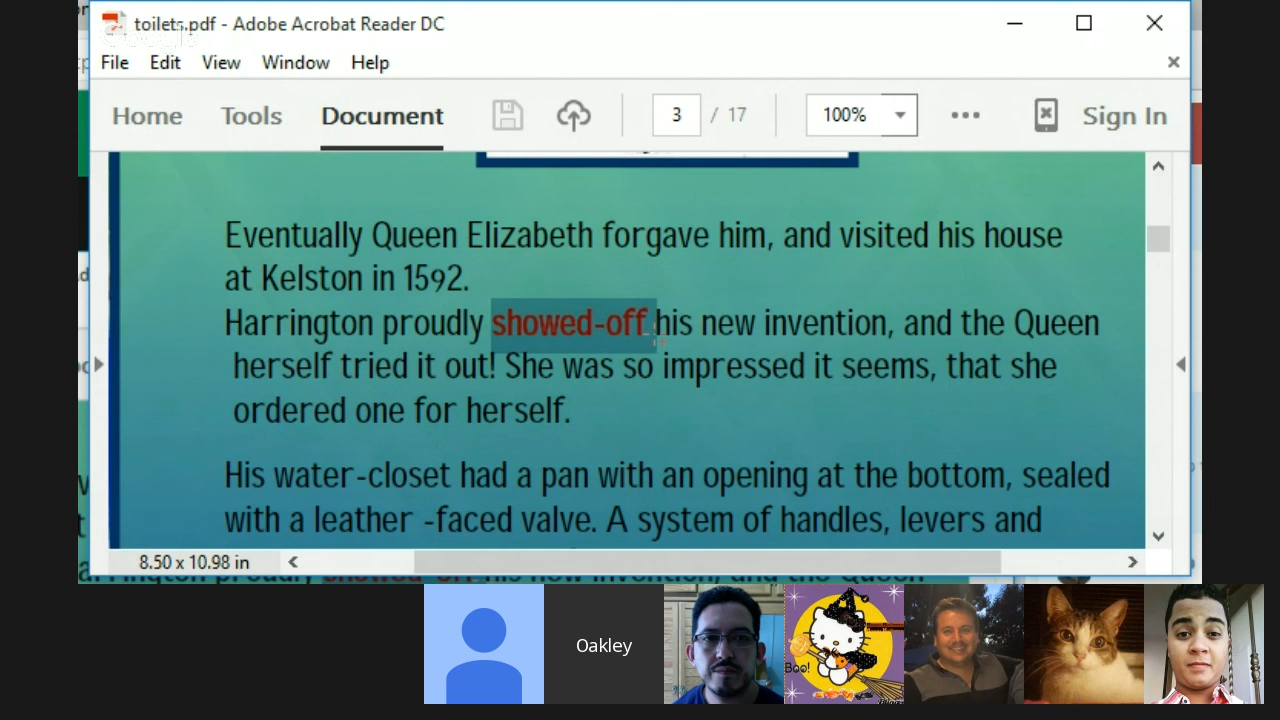 toilets.pdf - Adobe Acrobat Reader DC
File Edit View Window Help
Home Tools Document 3 / 17 100% Sign In
Eventually Queen Elizabeth forgave him, and visited his house
at Kelston in 1592.
Harrington proudly showed-off his new invention, and the Queen
herself tried it out! She was so impressed it seems, that she
ordered one for herself.
His water-closet had a pan with an opening at the bottom, sealed
with a leather -faced valve. A system of handles, levers and
8.50 x 10.98 in
Oakley
Boo!